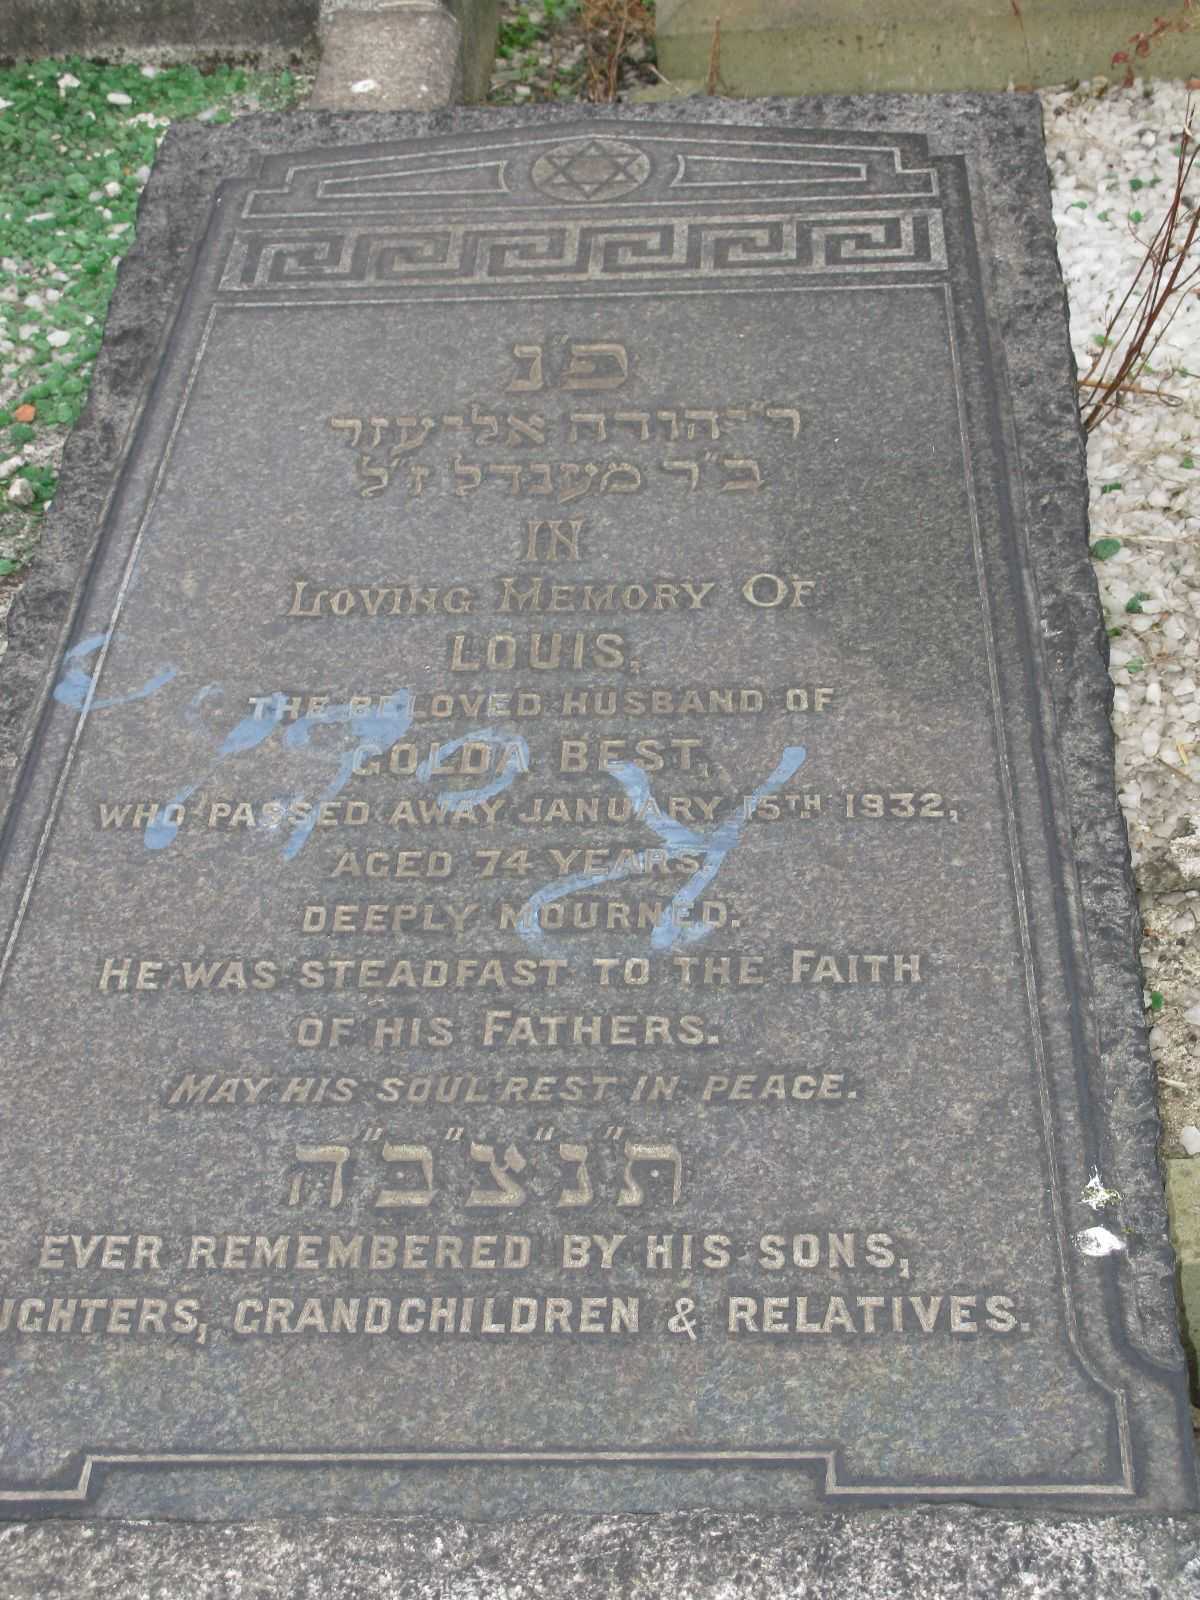 פ"נ
ר' יהודה אליעזר
ב"ר מענדל ז"ל
IN
LOVING MEMORY OF
LOUIS,
THE BELOVED HUSBAND OF
GOLDA BEST,
WHO PASSED AWAY JANUARY 15TH 1932,
AGED 74 YEARS.
DEEPLY MOURNED.
HE WAS STEADFAST TO THE FAITH
OF HIS FATHERS.
MAY HIS SOUL REST IN PEACE.
ת"נ"צ"ב"ה
EVER REMEMBERED BY HIS SONS,
UGHTERS, GRANDCHILDREN & RELATIVES.